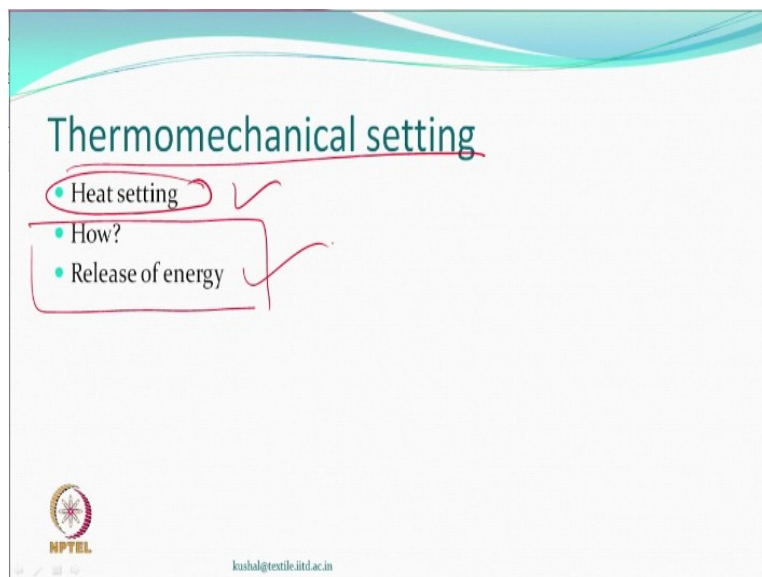 Thermomechanical setting
• Heat setting
• How?
• Release of energy
NPTEL
kushal@textile.iitd.ac.in